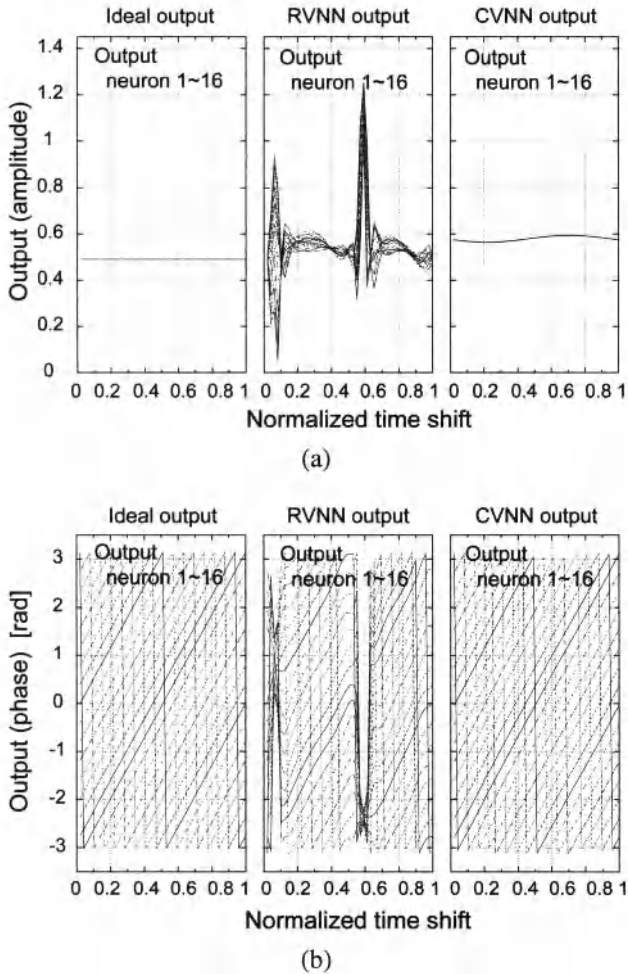 Ideal output RVNN output CVNN output
1.4
1.2
1
0.8
0.6
0.4
0.2
0
Output (amplitude)
Output
neuron 1~16
Output
neuron 1~16
Output
neuron 1~16
0 0.2 0.4 0.6 0.8 1 0 0.2 0.4 0.6 0.8 1 0 0.2 0.4 0.6 0.8 1
Normalized time shift
(a)
Ideal output RVNN output CVNN output
3
2
1
0
-1
-2
-3
Output (phase) [rad]
Output
neuron 1~16
Output
neuron 1~16
Output
neuron 1~16
0 0.2 0.4 0.6 0.8 1 0 0.2 0.4 0.6 0.8 1 0 0.2 0.4 0.6 0.8 1
Normalized time shift
(b)